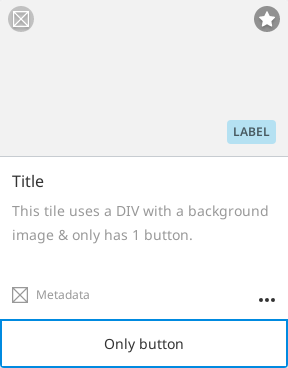 LABEL
Title
This tile uses a DIV with a background
image & only has 1 button.
Metadata
Only button